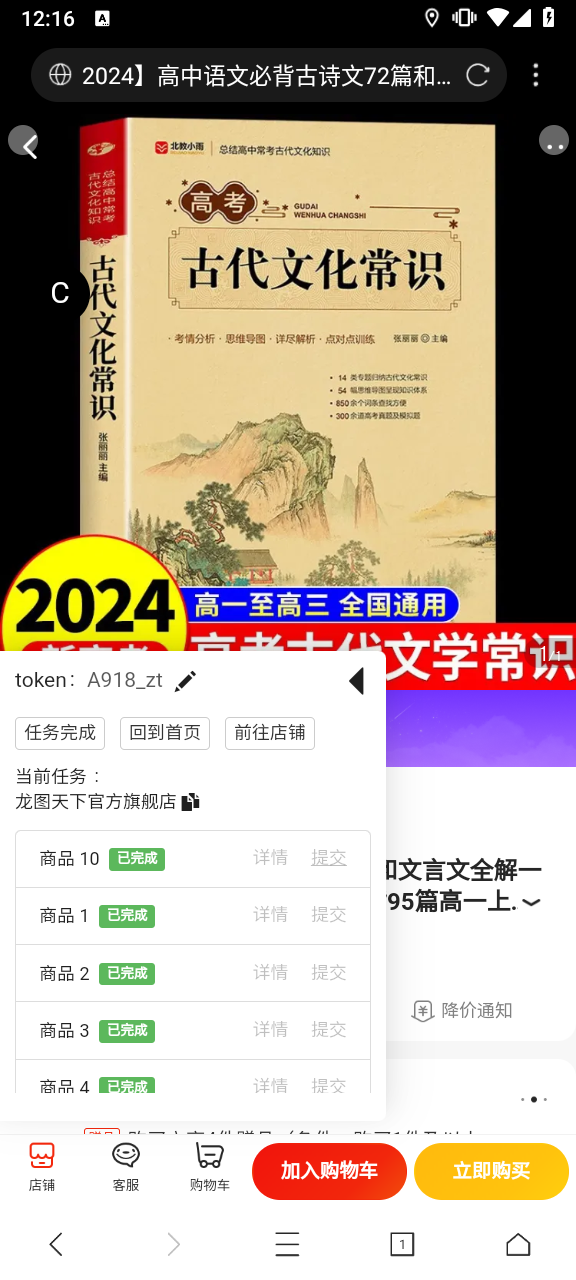 12:16
A
2024】高中语文必背古诗文72篇和...
北教小雨
总结高中常考古代文化知识
总结高中常考
古代文化知识
高考
GUDAI
WENHUA CHANGSHI
古代文化常识
古代文化常识
C
·考情分析·思维导图·详尽解析·点对点训练
张丽丽◎主编
·14 类专题归纳古代文化常识
·54 幅思维导图呈现知识体系
·850余个词条查找方便
·300余道高考真题及模拟题
张丽丽 主编
2024
高一至高三 全国通用
高考古代文学常识
1/1
token： A918_zt
任务完成
回到首页
前往店铺
当前任务：
龙图天下官方旗舰店
商品 10 已完成 详情 提交
商品 1 已完成 详情 提交
商品 2 已完成 详情 提交
商品 3 已完成 详情 提交
商品 4 已完成 详情 提交
和文言文全解一
95篇高一上.
降价通知
店铺
客服
购物车
加入购物车
立即购买
1